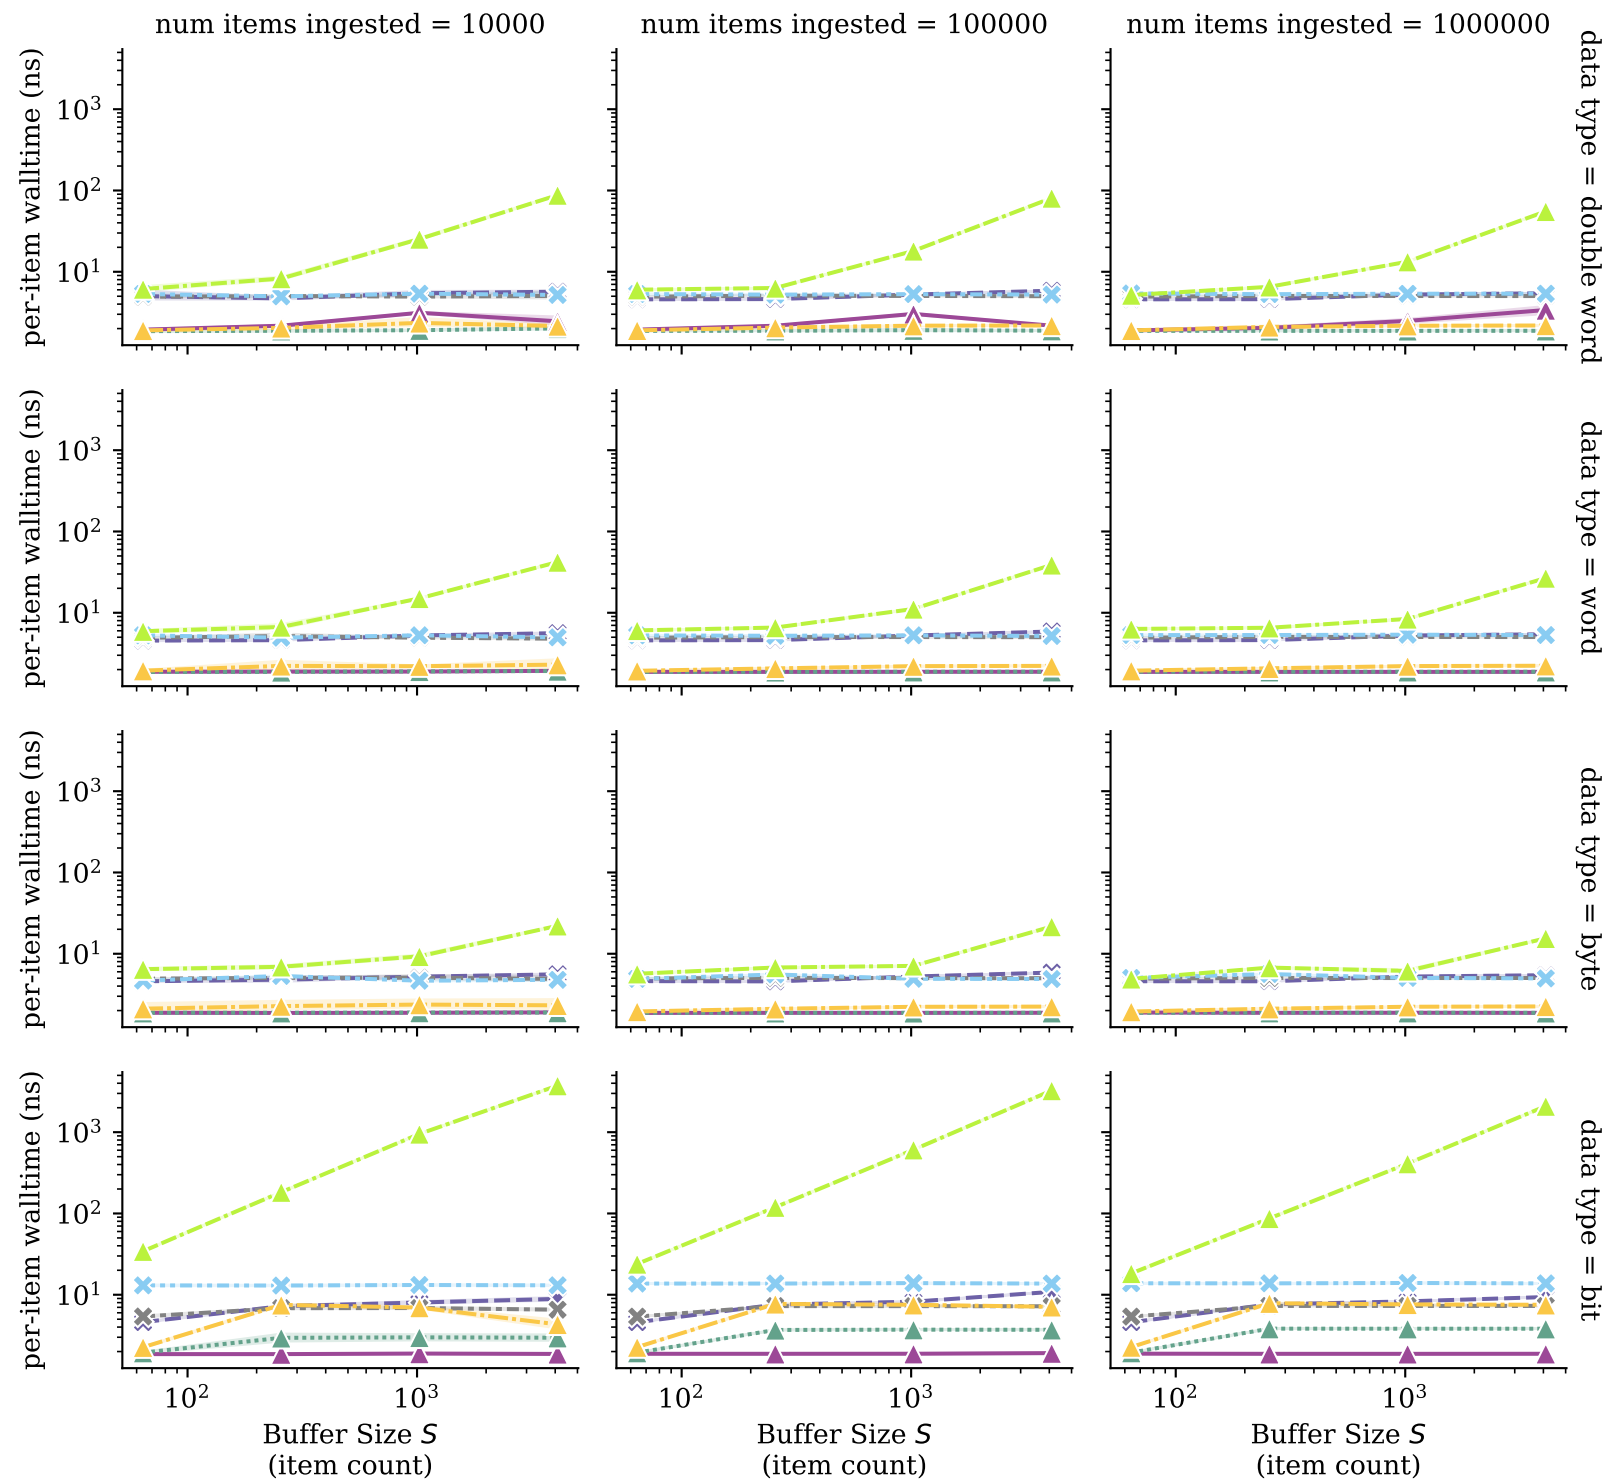 num items ingested = 10000
num items ingested = 100000
num items ingested = 1000000
per-item walltime (ns)
10³
10²
10¹
data type = double word
per-item walltime (ns)
10³
10²
10¹
data type = word
per-item walltime (ns)
10³
10²
10¹
data type = byte
per-item walltime (ns)
10³
10²
10¹
data type = bit
10² 10³ 10² 10³ 10² 10³
Buffer Size S
(item count)
Buffer Size S
(item count)
Buffer Size S
(item count)